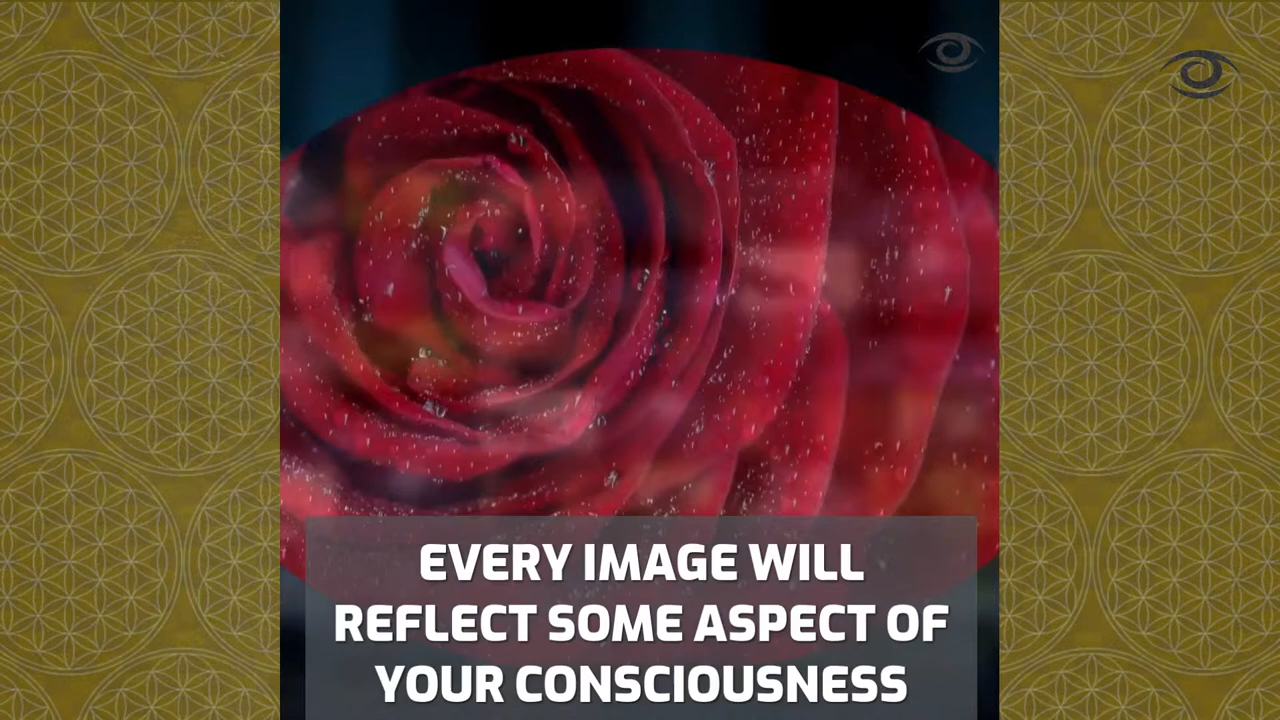 EVERY IMAGE WILL
REFLECT SOME ASPECT OF
YOUR CONSCIOUSNESS